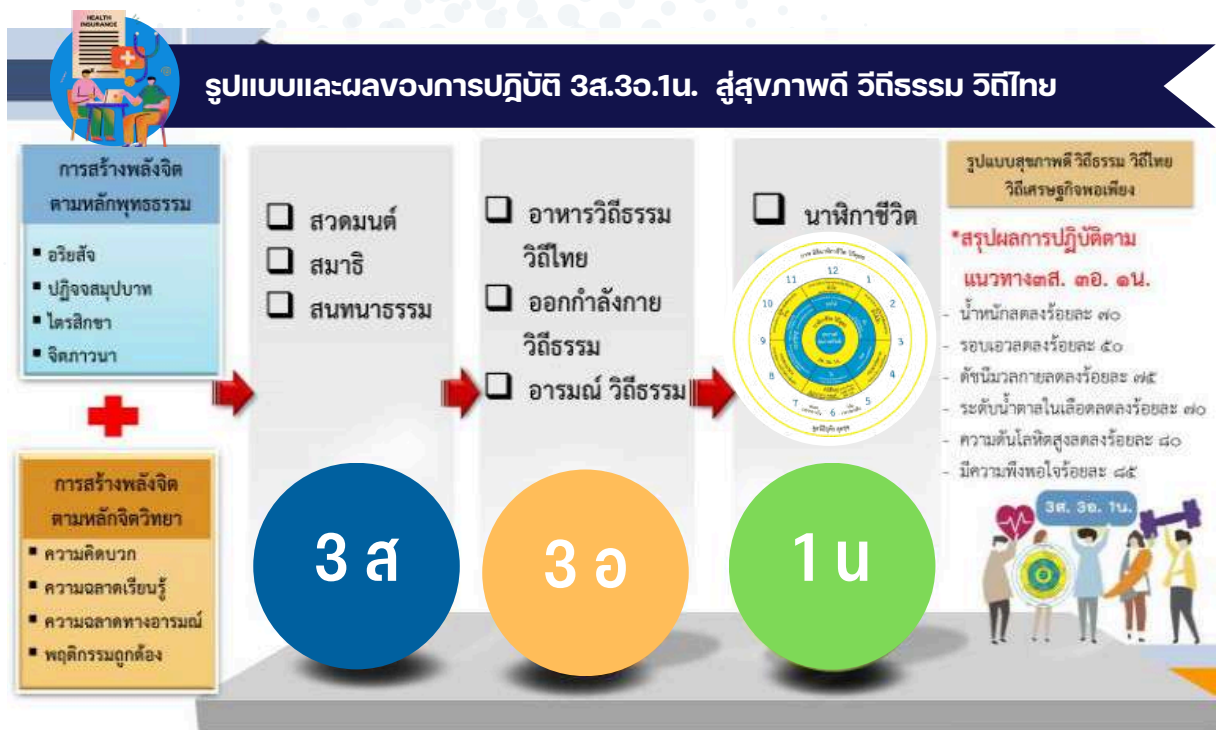 HEALTH
INSURANCE
รูปแบบและผลของการปฎิบัติ 3ส.3อ.1น. สู่สุขภาพดี วีถีธรรม วิถีไทย
การสร้างพลังจิต
ตามหลักพุทธธรรม
▪ อริยสัจ
▪ ปฏิจจสมุปบาท
▪ ไตรสิกขา
▪ จิตภาวนา
การสร้างพลังจิต
ตามหลักจิตวิทยา
▪ ความคิดบวก
▪ ความฉลาดเรียนรู้
▪ ความฉลาดทางอารมณ์
▪ พฤติกรรมถูกต้อง
❑ สวดมนต์
❑ สมาธิ
❑ สนทนาธรรม
3 ส
❑ อาหารวิถีธรรม
วิถีไทย
❑ ออกกำลังกาย
วิถีธรรม
❑ อารมณ์ วิถีธรรม
3 อ
❑ นาฬิกาชีวิต
12
11 1
10 2
9 3
8 4
7 6 5
1 น
รูปแบบสุขภาพดี วิถีธรรม วิถีไทย
วิถีเศรษฐกิจพอเพียง
*สรุปผลการปฏิบัติตาม
แนวทาง๓ส. ๓อ. ๑น.
- น้ำหนักลดลงร้อยละ ๗๐
- รอบเอวลดลงร้อยละ ๕๐
- ดัชนีมวลกายลดลงร้อยละ ๗๕
- ระดับน้ำตาลในเลือดลดลงร้อยละ ๗๐
- ความดันโลหิตสูงลดลงร้อยละ ๘๐
- มีความพึงพอใจร้อยละ ๘๕
3ส. 3อ. 1น.